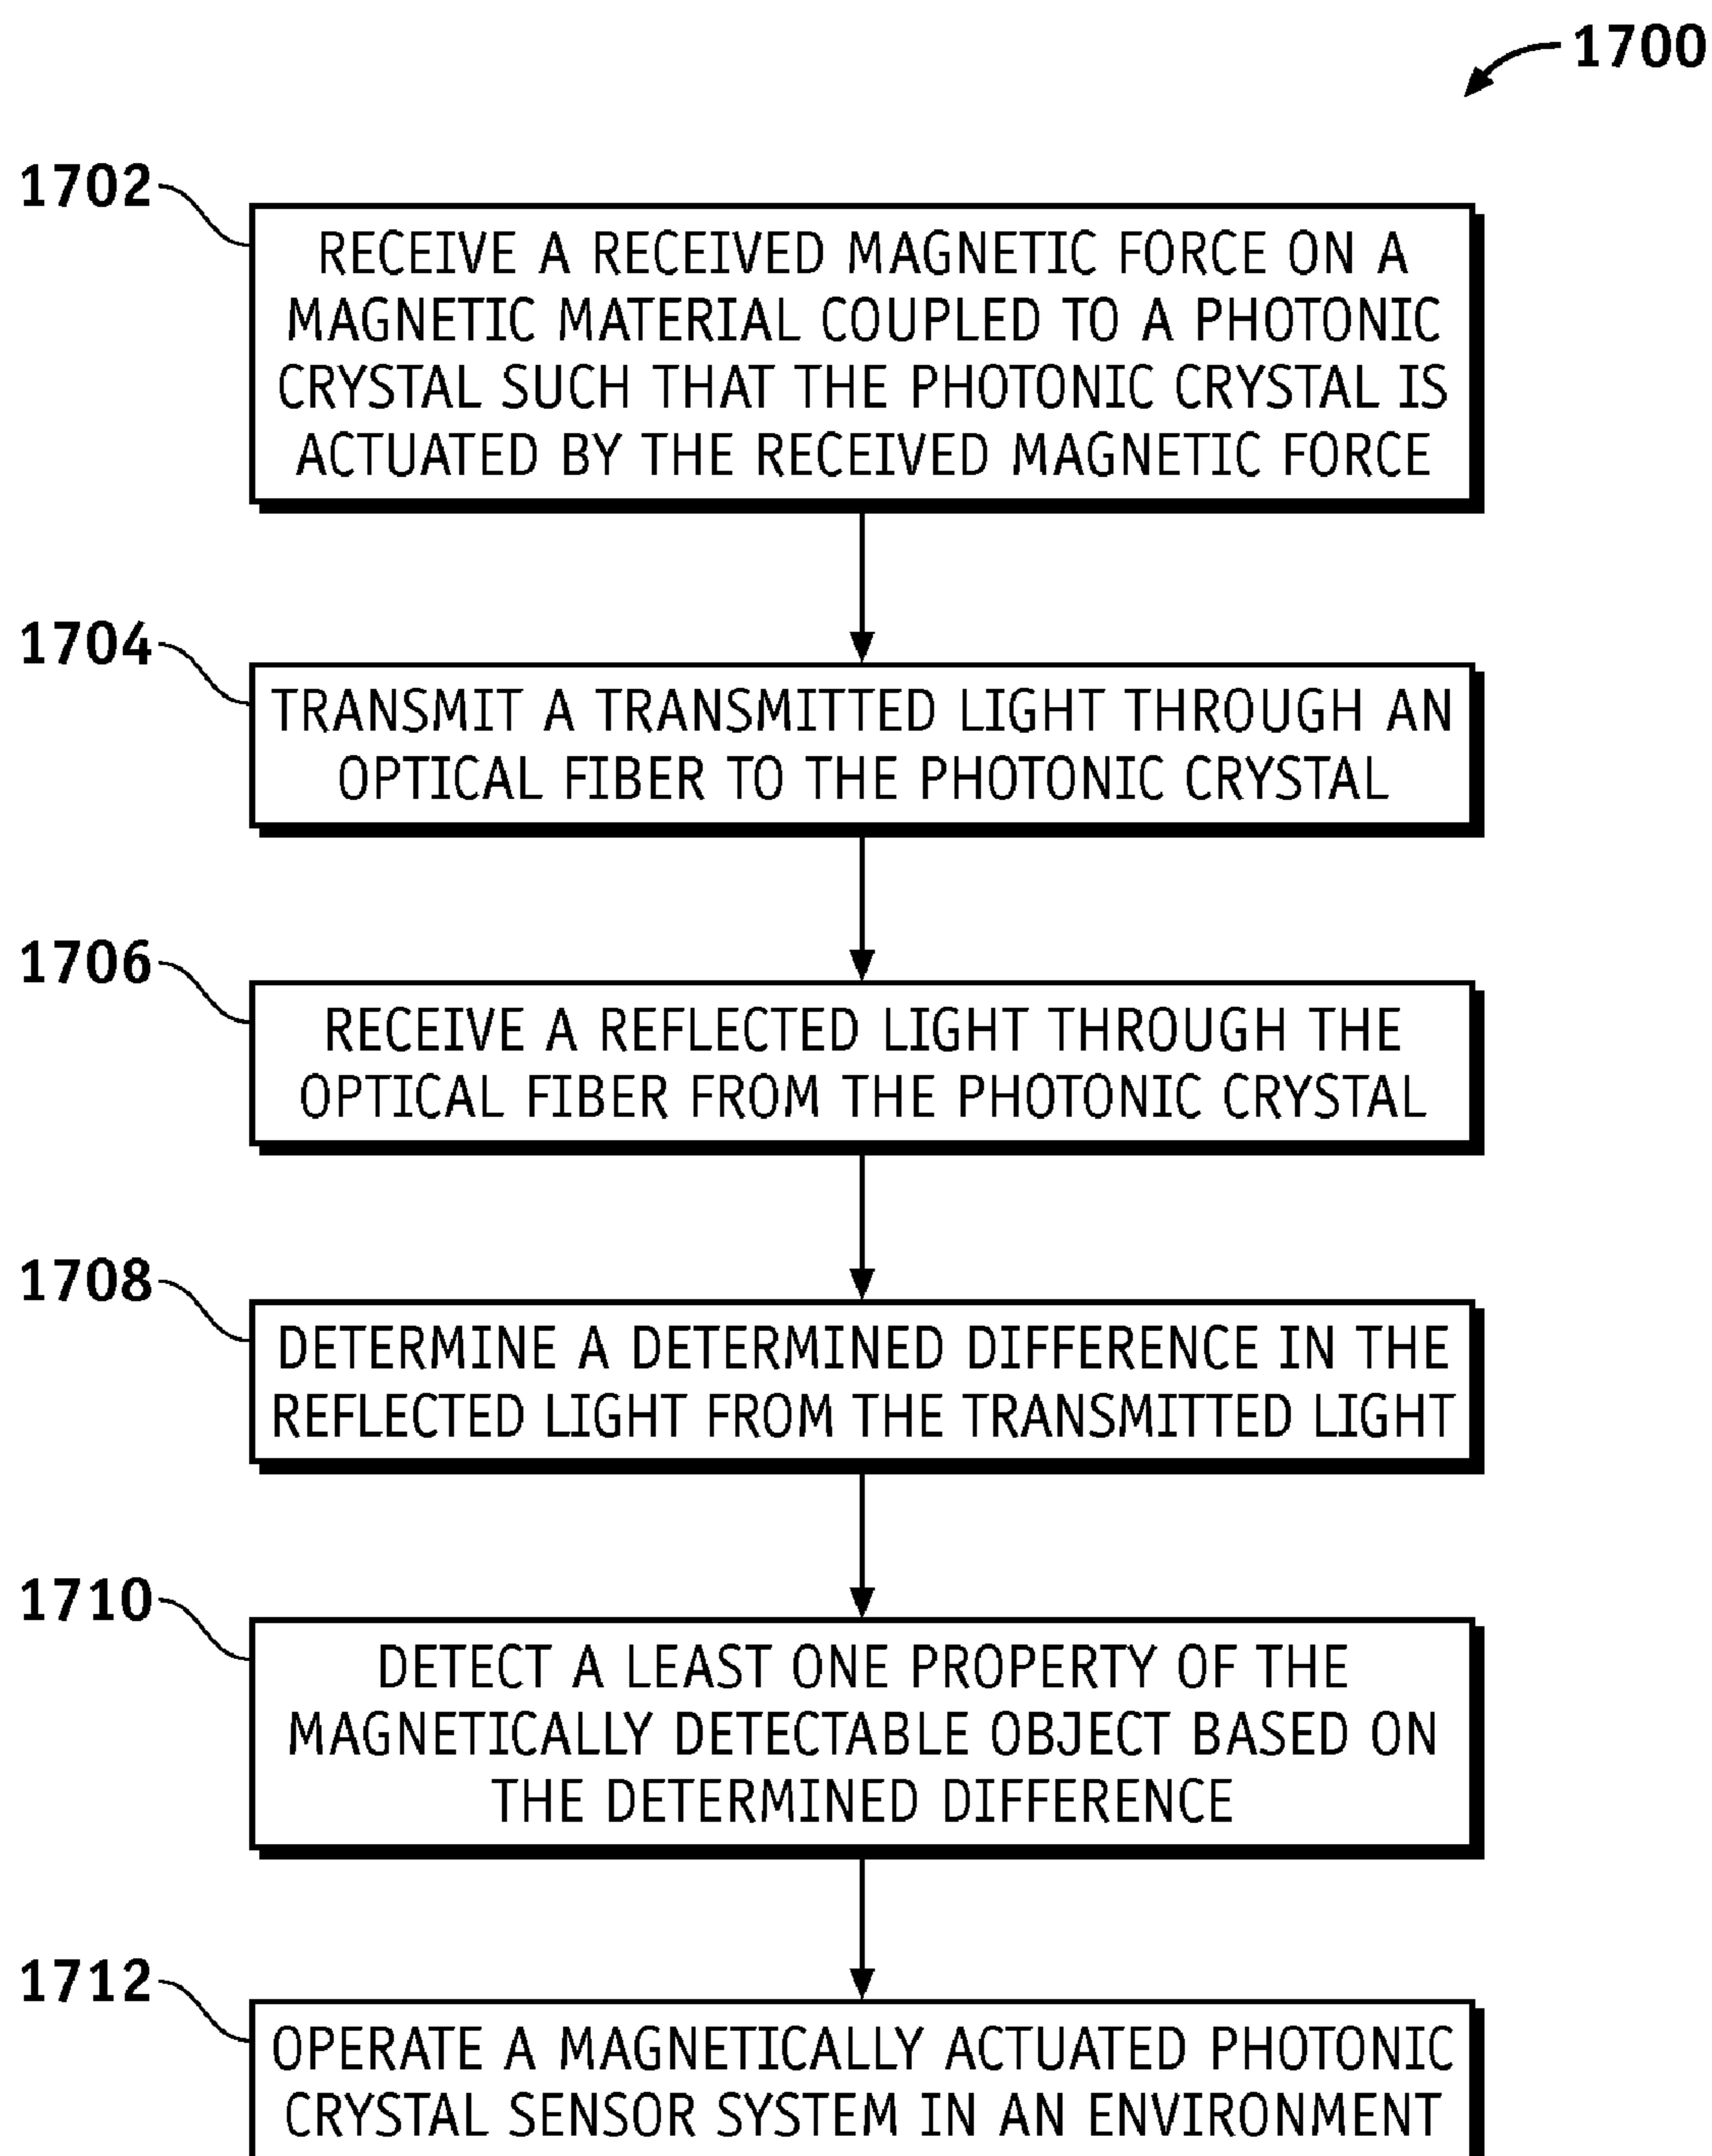 1700
1702
RECEIVE A RECEIVED MAGNETIC FORCE ON A
MAGNETIC MATERIAL COUPLED TO A PHOTONIC
CRYSTAL SUCH THAT THE PHOTONIC CRYSTAL IS
ACTUATED BY THE RECEIVED MAGNETIC FORCE
1704
TRANSMIT A TRANSMITTED LIGHT THROUGH AN
OPTICAL FIBER TO THE PHOTONIC CRYSTAL
1706
RECEIVE A REFLECTED LIGHT THROUGH THE
OPTICAL FIBER FROM THE PHOTONIC CRYSTAL
1708
DETERMINE A DETERMINED DIFFERENCE IN THE
REFLECTED LIGHT FROM THE TRANSMITTED LIGHT
1710
DETECT A LEAST ONE PROPERTY OF THE
MAGNETICALLY DETECTABLE OBJECT BASED ON
THE DETERMINED DIFFERENCE
1712
OPERATE A MAGNETICALLY ACTUATED PHOTONIC
CRYSTAL SENSOR SYSTEM IN AN ENVIRONMENT